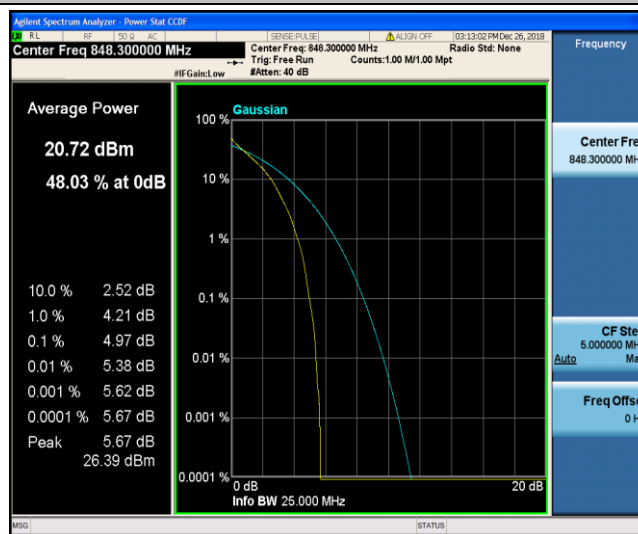 Agilent Spectrum Analyzer - Power Stat CCDF
RL RF 50 Ω AC SENSE:PULSE ALIGN OFF 03:13:02 PM Dec 26, 2018
Center Freq 848.300000 MHz
Center Freq: 848.300000 MHz Radio Std: None
Trig: Free Run Counts:1.00 M/1.00 Mpt
#IFGain:Low #Atten: 40 dB
Frequency
Average Power
20.72 dBm
48.03 % at 0dB
10.0 % 2.52 dB
1.0 % 4.21 dB
0.1 % 4.97 dB
0.01 % 5.38 dB
0.001 % 5.62 dB
0.0001 % 5.67 dB
Peak 5.67 dB
26.39 dBm
Gaussian
100 %
10 %
1 %
0.1 %
0.01 %
0.001 %
0.0001 %
0 dB 20 dB
Info BW 25.000 MHz
Center Fre
848.300000 MH
CF Ste
5.000000 MH
Auto Ma
Freq Offse
0 H
MSG STATUS